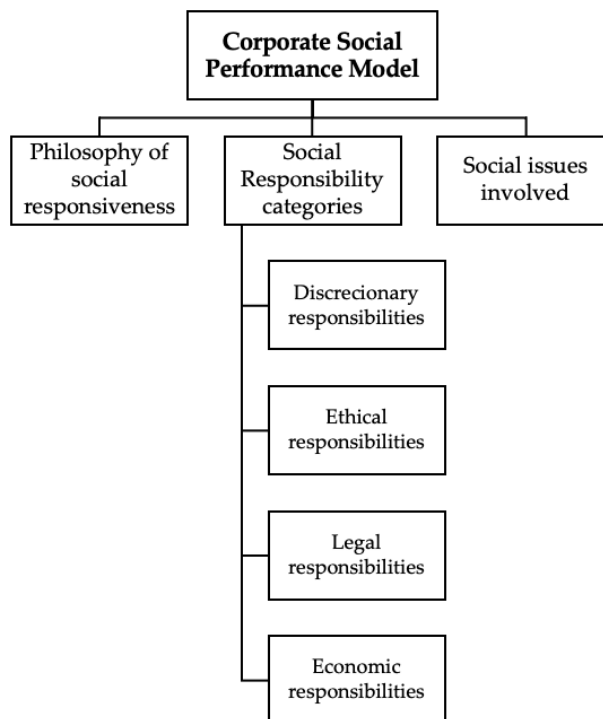 Corporate Social
Performance Model
Philosophy of
social
responsiveness
Social
Responsibility
categories
Social issues
involved
Discrecionary
responsibilities
Ethical
responsibilities
Legal
responsibilities
Economic
responsibilities